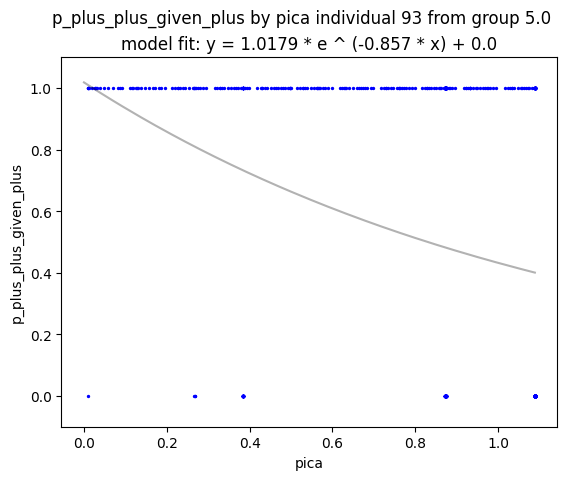 p_plus_plus_given_plus by pica individual 93 from group 5.0
model fit: y = 1.0179 * e ^ (-0.857 * x) + 0.0
p_plus_plus_given_plus
1.0
0.8
0.6
0.4
0.2
0.0
0.0 0.2 0.4 0.6 0.8 1.0
pica